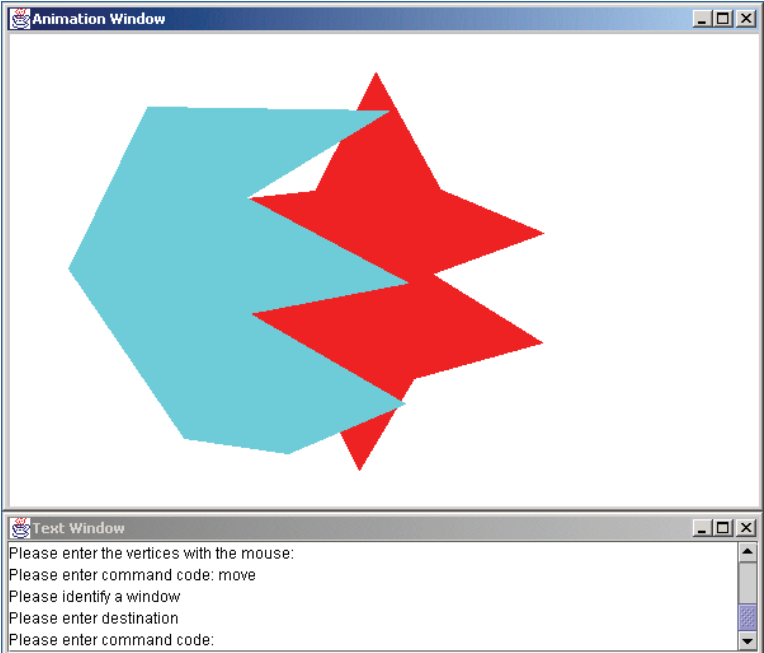 Animation Window
Text Window
Please enter the vertices with the mouse:
Please enter command code: move
Please identify a window
Please enter destination
Please enter command code: